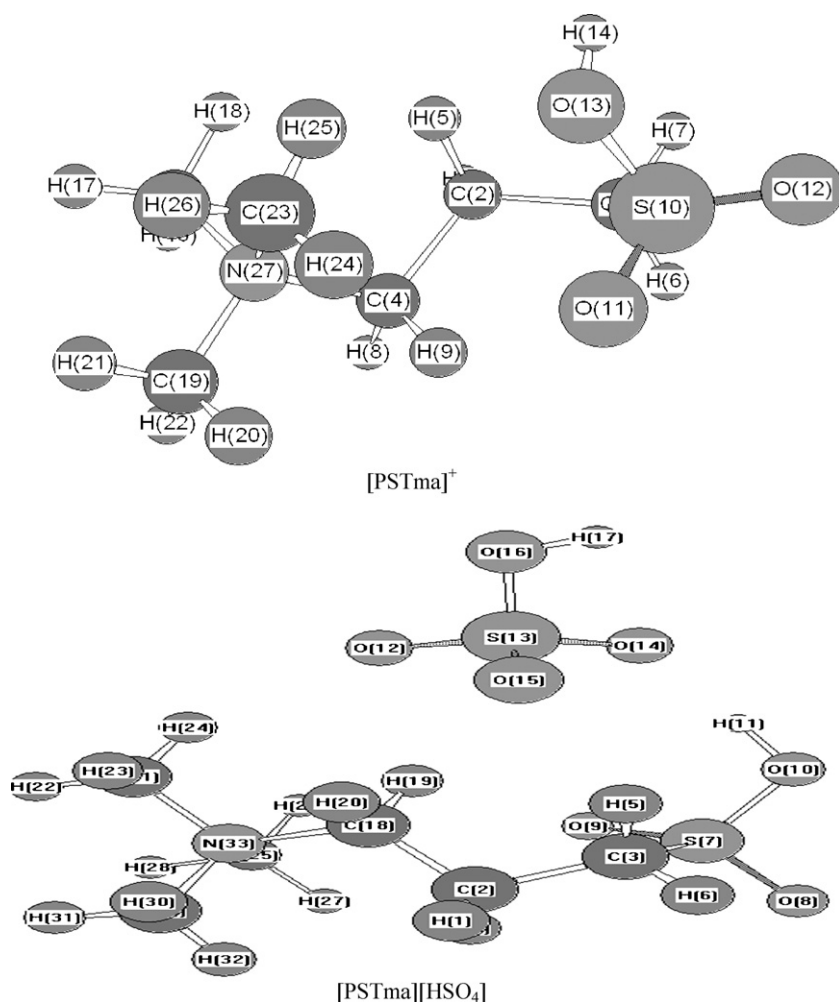 H(14)
O(13)
H(18)
H(25)
H(5)
H(7)
H(17)
H(26)
C(23)
C(2)
S(10)
O(12)
N(27)
H(24)
C(4)
H(6)
O(11)
H(21)
C(19)
H(8)
H(9)
H(22)
H(20)
[PSTma]⁺
O(16)
H(17)
O(12)
S(13)
O(14)
O(15)
H(24)
H(11)
H(23)
H(22)
H(19)
O(10)
H(20)
H(5)
C(18)
O(9)
S(7)
N(33)
C(3)
H(28)
C(2)
H(6)
O(8)
H(30)
H(27)
H(31)
H(1)
H(32)
[PSTma][HSO₄]